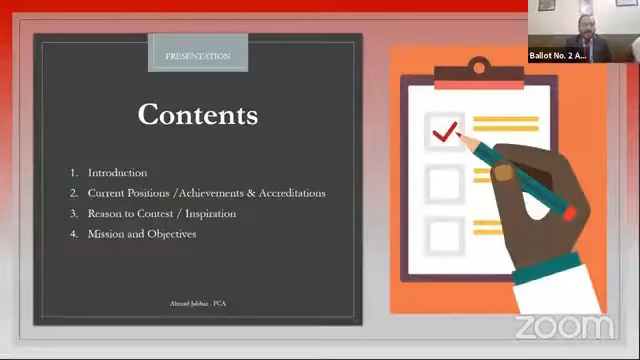 PRESENTATION
Contents
1. Introduction
2. Current Positions /Achievements & Accreditations
3. Reason to Contest / Inspiration
4. Mission and Objectives
Ahmad Jabbar - FCA
Ballot No. 2 A...
zoom